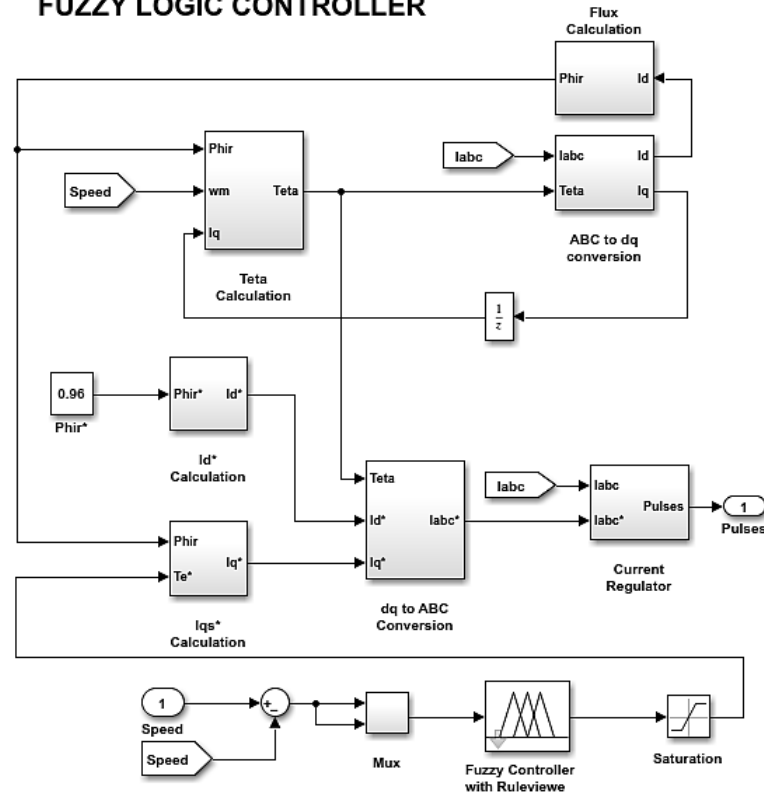 FUZZY LOGIC CONTROLLER
Flux
Calculation
Phir
Id
Iabc
Iabc
Id
Teta
Iq
ABC to dq
conversion
Phir
Speed
wm
Teta
Iq
Teta
Calculation
1
z
0.96
Phir*
Phir*
Id*
Id*
Calculation
Teta
Id*
Iabc*
Iq*
dq to ABC
Conversion
Iabc
Iabc
Pulses
Iabc*
1
Pulses
Current
Regulator
Phir
Iq*
Te*
Iqs*
Calculation
1
Speed
+
−
Speed
Mux
Fuzzy Controller
with Ruleviewe
Saturation